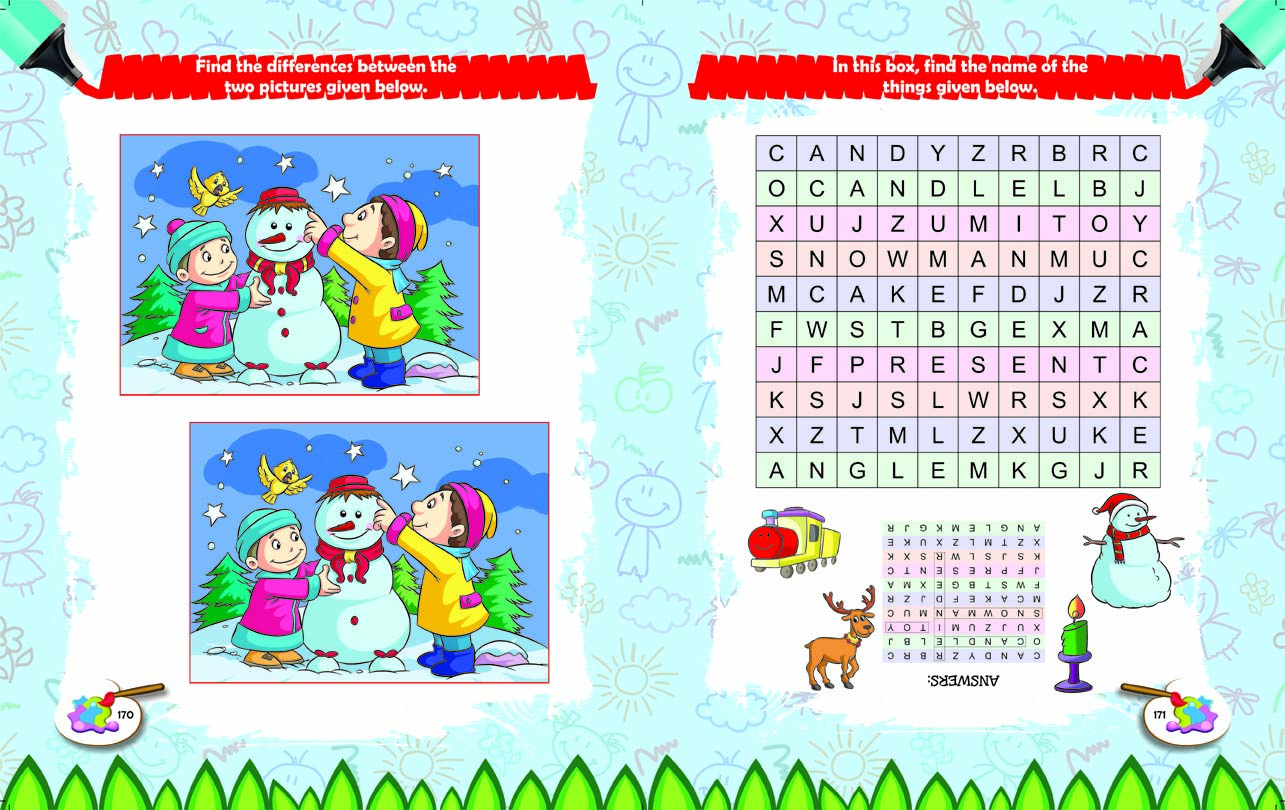 Find the differences between the
two pictures given below.
170
In this box, find the name of the
things given below.
C A N D Y Z R B R C
O C A N D L E L B J
X U J Z U M I T O Y
S N O W M A N M U C
M C A K E F D J Z R
F W S T B G E X M A
J F P R E S E N T C
K S J S L W R S X K
X Z T M L Z X U K E
A N G L E M K G J R
ANSWERS:
C A N D Y Z R B R C
O C A N D L E L B J
X U J Z U M I T O Y
S N O W M A N M U C
M C A K E F D J Z R
F W S T B G E X M A
J F P R E S E N T C
K S J S L W R S X K
X Z T M L Z X U K E
A N G L E M K G J R
171